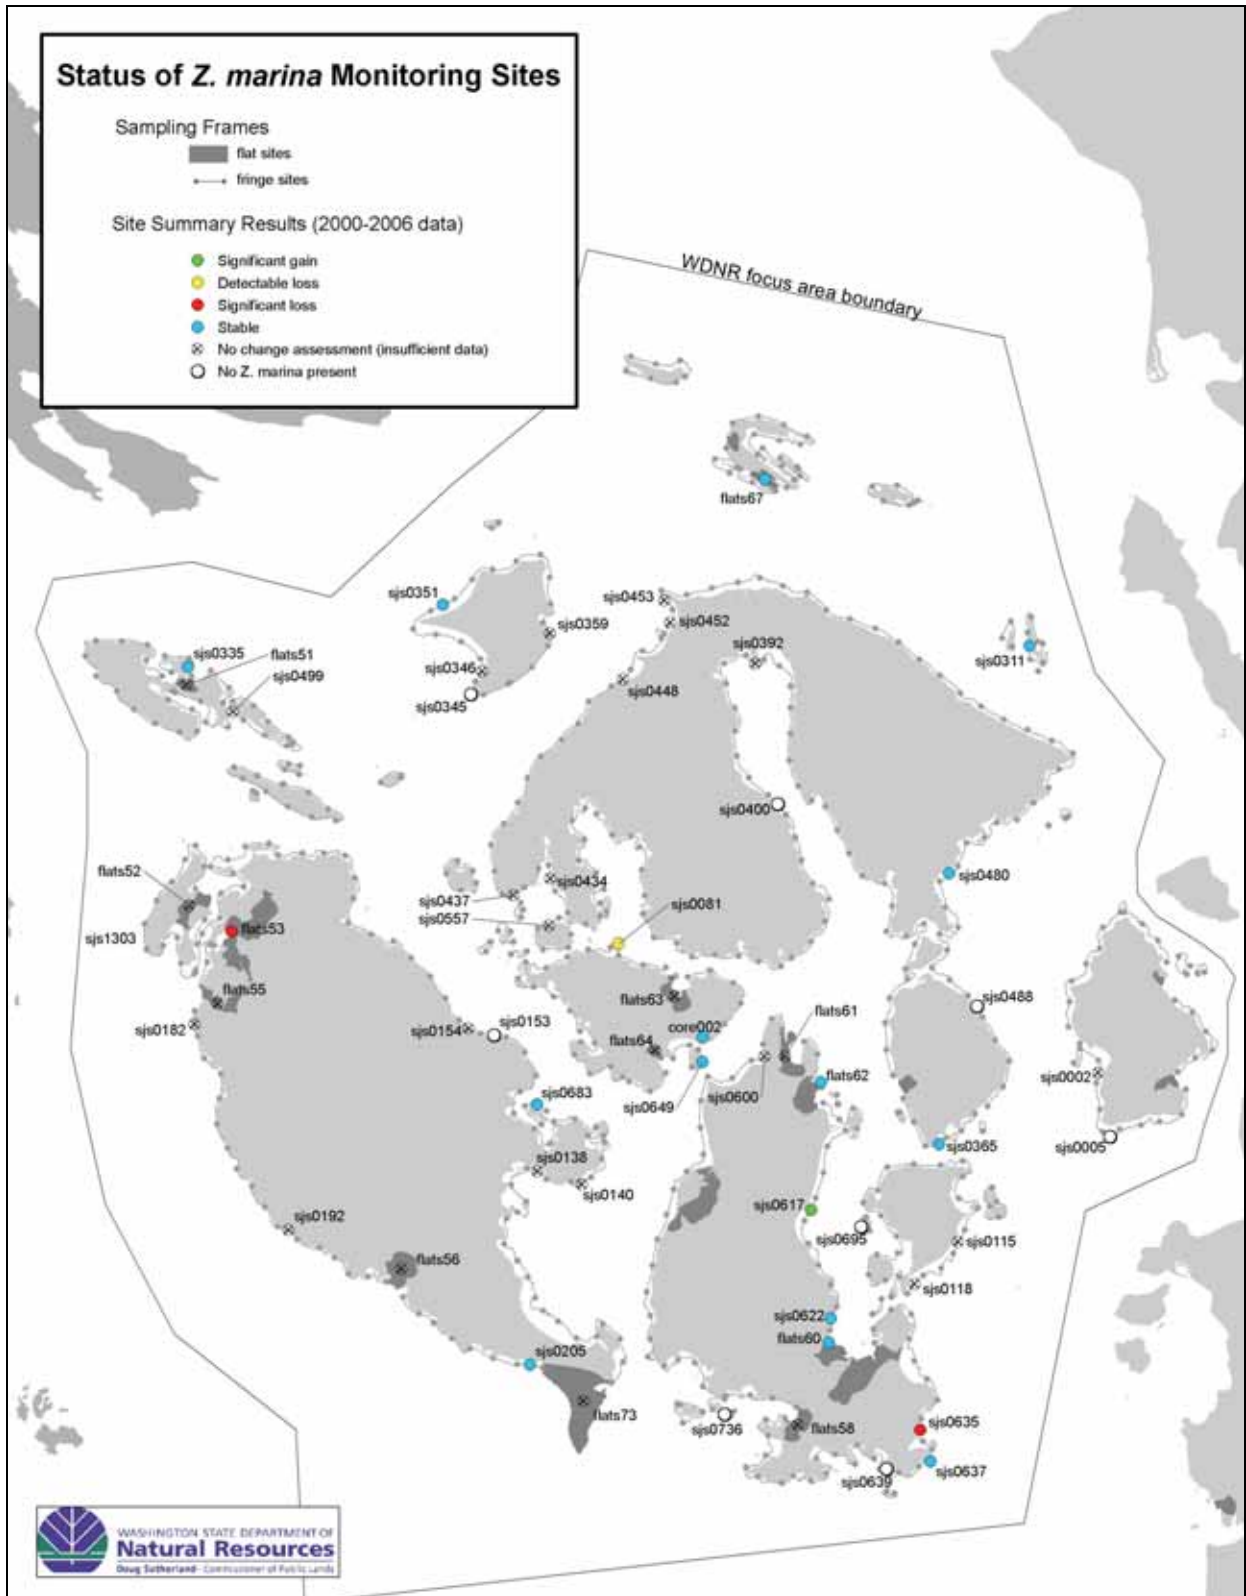 Status of Z. marina Monitoring Sites
Sampling Frames
flat sites
fringe sites
Site Summary Results (2000-2006 data)
Significant gain
Detectable loss
Significant loss
Stable
No change assessment (insufficient data)
No Z. marina present
WDNR focus area boundary
flats67
sjs0351
sjs0453
sjs0452
sjs0359
sjs0392
sjs0335
flats51
sjs0499
sjs0346
sjs0311
sjs0448
sjs0345
sjs0400
flats52
sjs0434
sjs0480
sjs0437
sjs0557
sjs0081
flats53
sjs1303
flats55
flats63
sjs0488
flats61
sjs0182
sjs0154
sjs0153
core002
flats64
sjs0002
flats62
sjs0649
sjs0600
sjs0683
sjs0365
sjs0005
sjs0138
sjs0140
sjs0617
sjs0192
sjs0695
sjs0115
flats56
sjs0118
sjs0622
flats60
sjs0205
flats73
sjs0736
flats58
sjs0635
sjs0637
sjs0639
WASHINGTON STATE DEPARTMENT OF
Natural Resources
Doug Sutherland - Commissioner of Public Lands